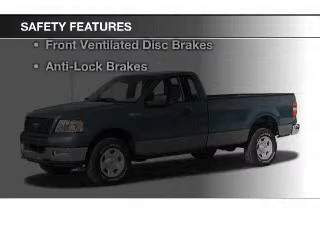 SAFETY FEATURES
• Front Ventilated Disc Brakes
• Anti-Lock Brakes